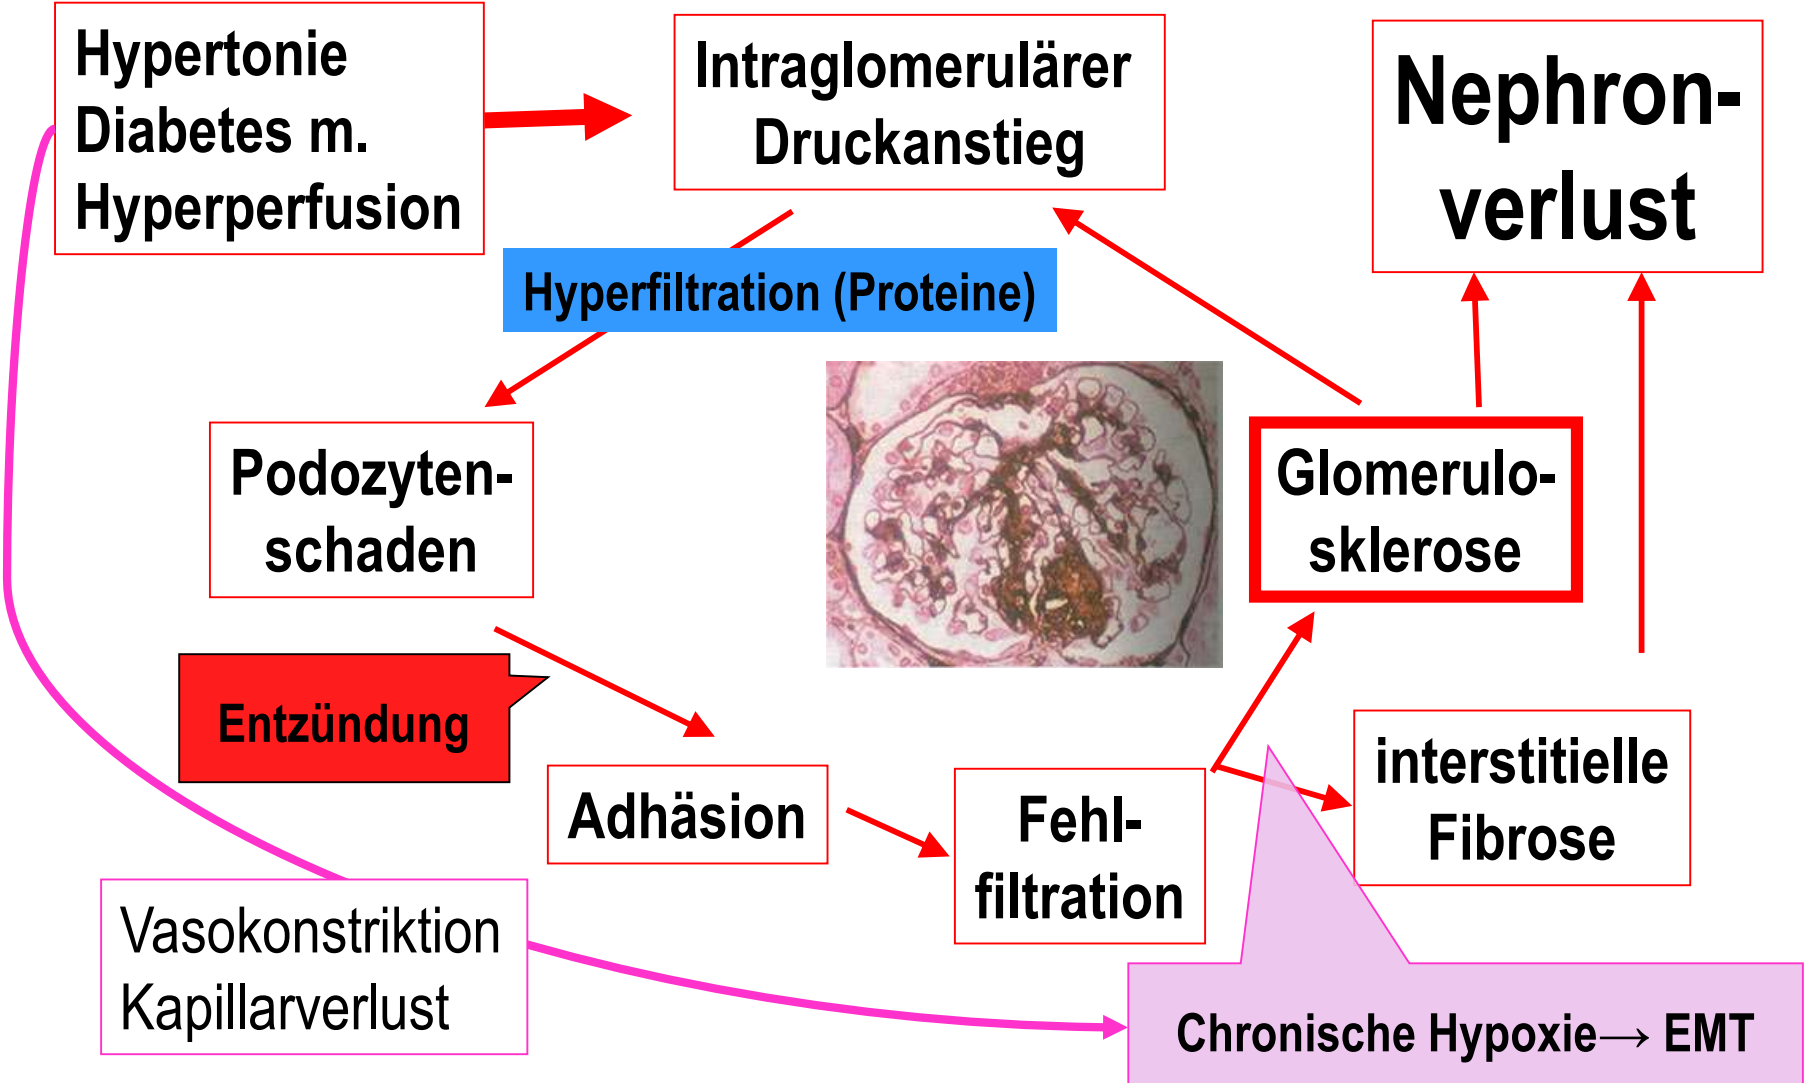 Hypertonie
Diabetes m.
Hyperperfusion
Intraglomerulärer
Druckanstieg
Nephron-
verlust
Hyperfiltration (Proteine)
Podozyten-
schaden
Glomerulo-
sklerose
Entzündung
Adhäsion
Fehl-
filtration
interstitielle
Fibrose
Vasokonstriktion
Kapillarverlust
Chronische Hypoxie→ EMT